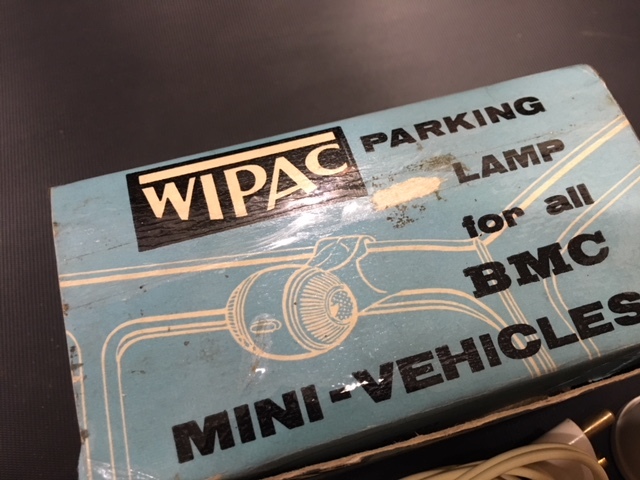 WIPAC
PARKING
LAMP
for all
BMC
MINI-VEHICLES